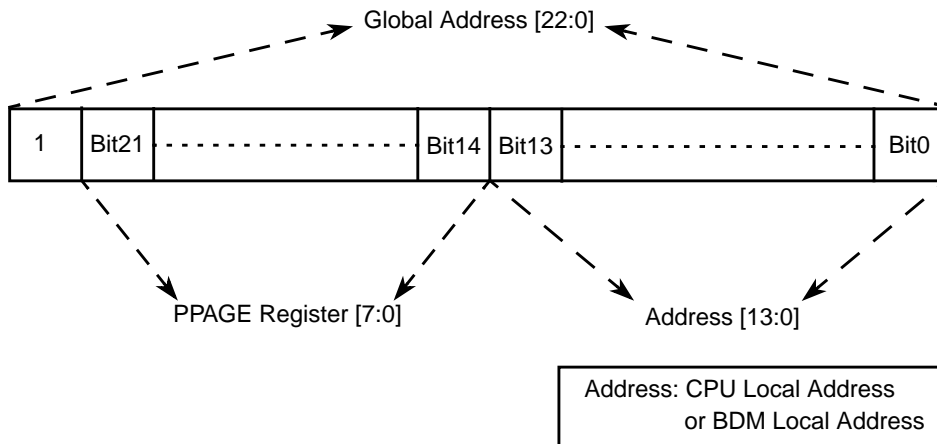 Global Address [22:0]
1 Bit21 Bit14 Bit13 Bit0
PPAGE Register [7:0]
Address [13:0]
Address: CPU Local Address
or BDM Local Address